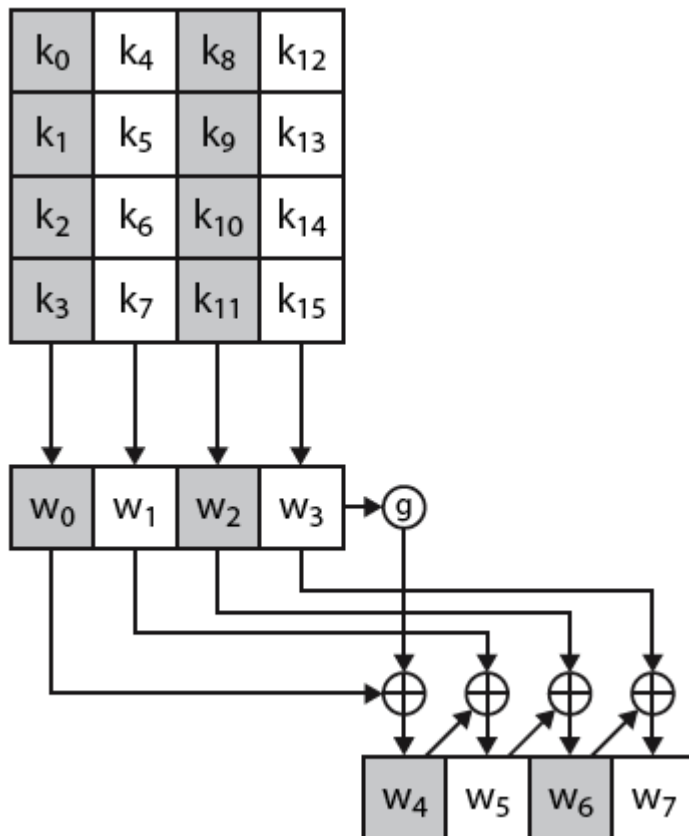 k₀ k₄ k₈ k₁₂
k₁ k₅ k₉ k₁₃
k₂ k₆ k₁₀ k₁₄
k₃ k₇ k₁₁ k₁₅
w₀ w₁ w₂ w₃ g
w₄ w₅ w₆ w₇